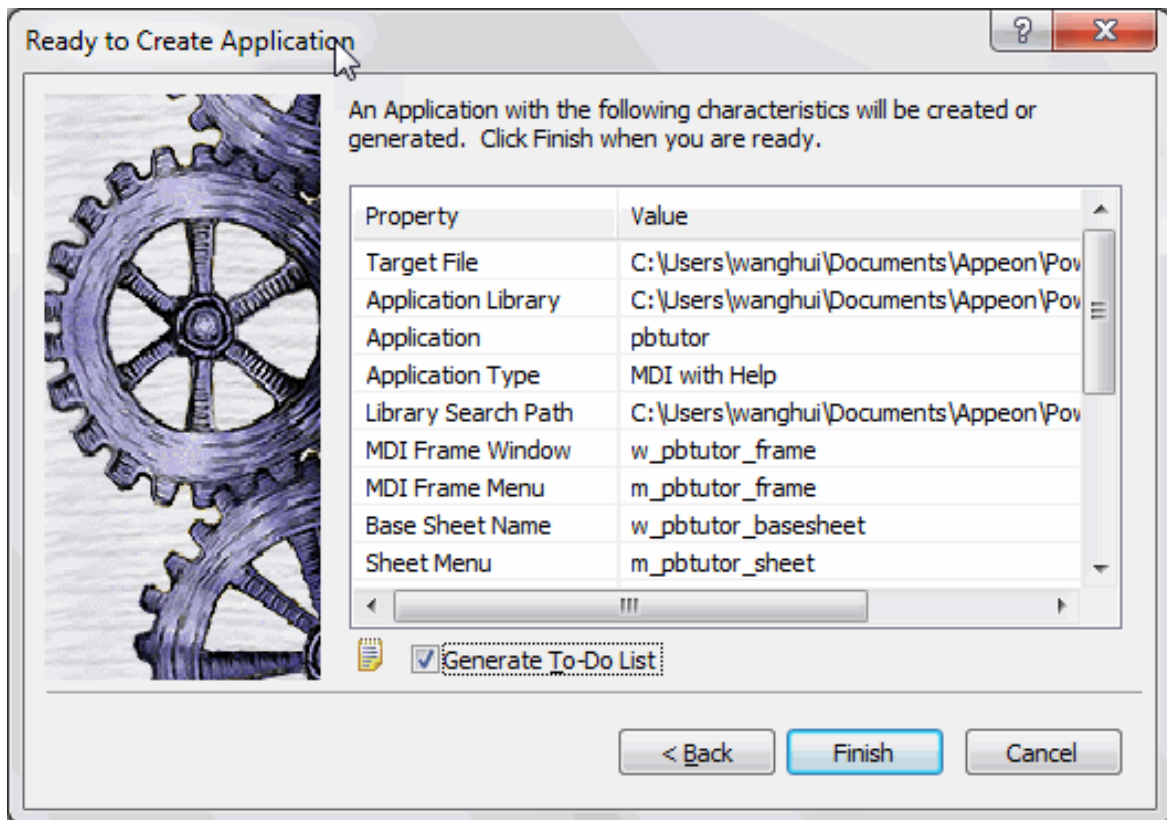 Ready to Create Application
An Application with the following characteristics will be created or
generated. Click Finish when you are ready.
Property Value
Target File C:\Users\wanghui\Documents\Appeon\Pow
Application Library C:\Users\wanghui\Documents\Appeon\Pow
Application pbtutor
Application Type MDI with Help
Library Search Path C:\Users\wanghui\Documents\Appeon\Pow
MDI Frame Window w_pbtutor_frame
MDI Frame Menu m_pbtutor_frame
Base Sheet Name w_pbtutor_basesheet
Sheet Menu m_pbtutor_sheet
Generate To-Do List
< Back Finish Cancel